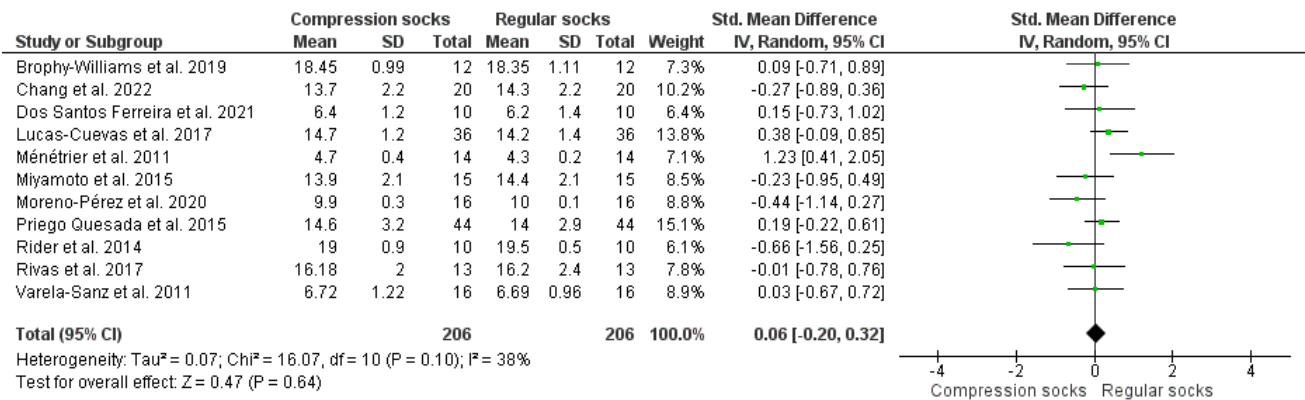 Compression socks Regular socks Std. Mean Difference Std. Mean Difference
Study or Subgroup Mean SD Total Mean SD Total Weight IV, Random, 95% CI IV, Random, 95% CI
Brophy-Williams et al. 2019 18.45 0.99 12 18.35 1.11 12 7.3% 0.09 [-0.71, 0.89]
Chang et al. 2022 13.7 2.2 20 14.3 2.2 20 10.2% -0.27 [-0.89, 0.36]
Dos Santos Ferreira et al. 2021 6.4 1.2 10 6.2 1.4 10 6.4% 0.15 [-0.73, 1.02]
Lucas-Cuevas et al. 2017 14.7 1.2 36 14.2 1.4 36 13.8% 0.38 [-0.09, 0.85]
Ménétrier et al. 2011 4.7 0.4 14 4.3 0.2 14 7.1% 1.23 [0.41, 2.05]
Miyamoto et al. 2015 13.9 2.1 15 14.4 2.1 15 8.5% -0.23 [-0.95, 0.49]
Moreno-Pérez et al. 2020 9.9 0.3 16 10 0.1 16 8.8% -0.44 [-1.14, 0.27]
Priego Quesada et al. 2015 14.6 3.2 44 14 2.9 44 15.1% 0.19 [-0.22, 0.61]
Rider et al. 2014 19 0.9 10 19.5 0.5 10 6.1% -0.66 [-1.56, 0.25]
Rivas et al. 2017 16.18 2 13 16.2 2.4 13 7.8% -0.01 [-0.78, 0.76]
Varela-Sanz et al. 2011 6.72 1.22 16 6.69 0.96 16 8.9% 0.03 [-0.67, 0.72]
Total (95% CI) 206 206 100.0% 0.06 [-0.20, 0.32]
Heterogeneity: Tau² = 0.07; Chi² = 16.07, df = 10 (P = 0.10); I² = 38%
Test for overall effect: Z = 0.47 (P = 0.64)
-4 -2 0 2 4
Compression socks Regular socks